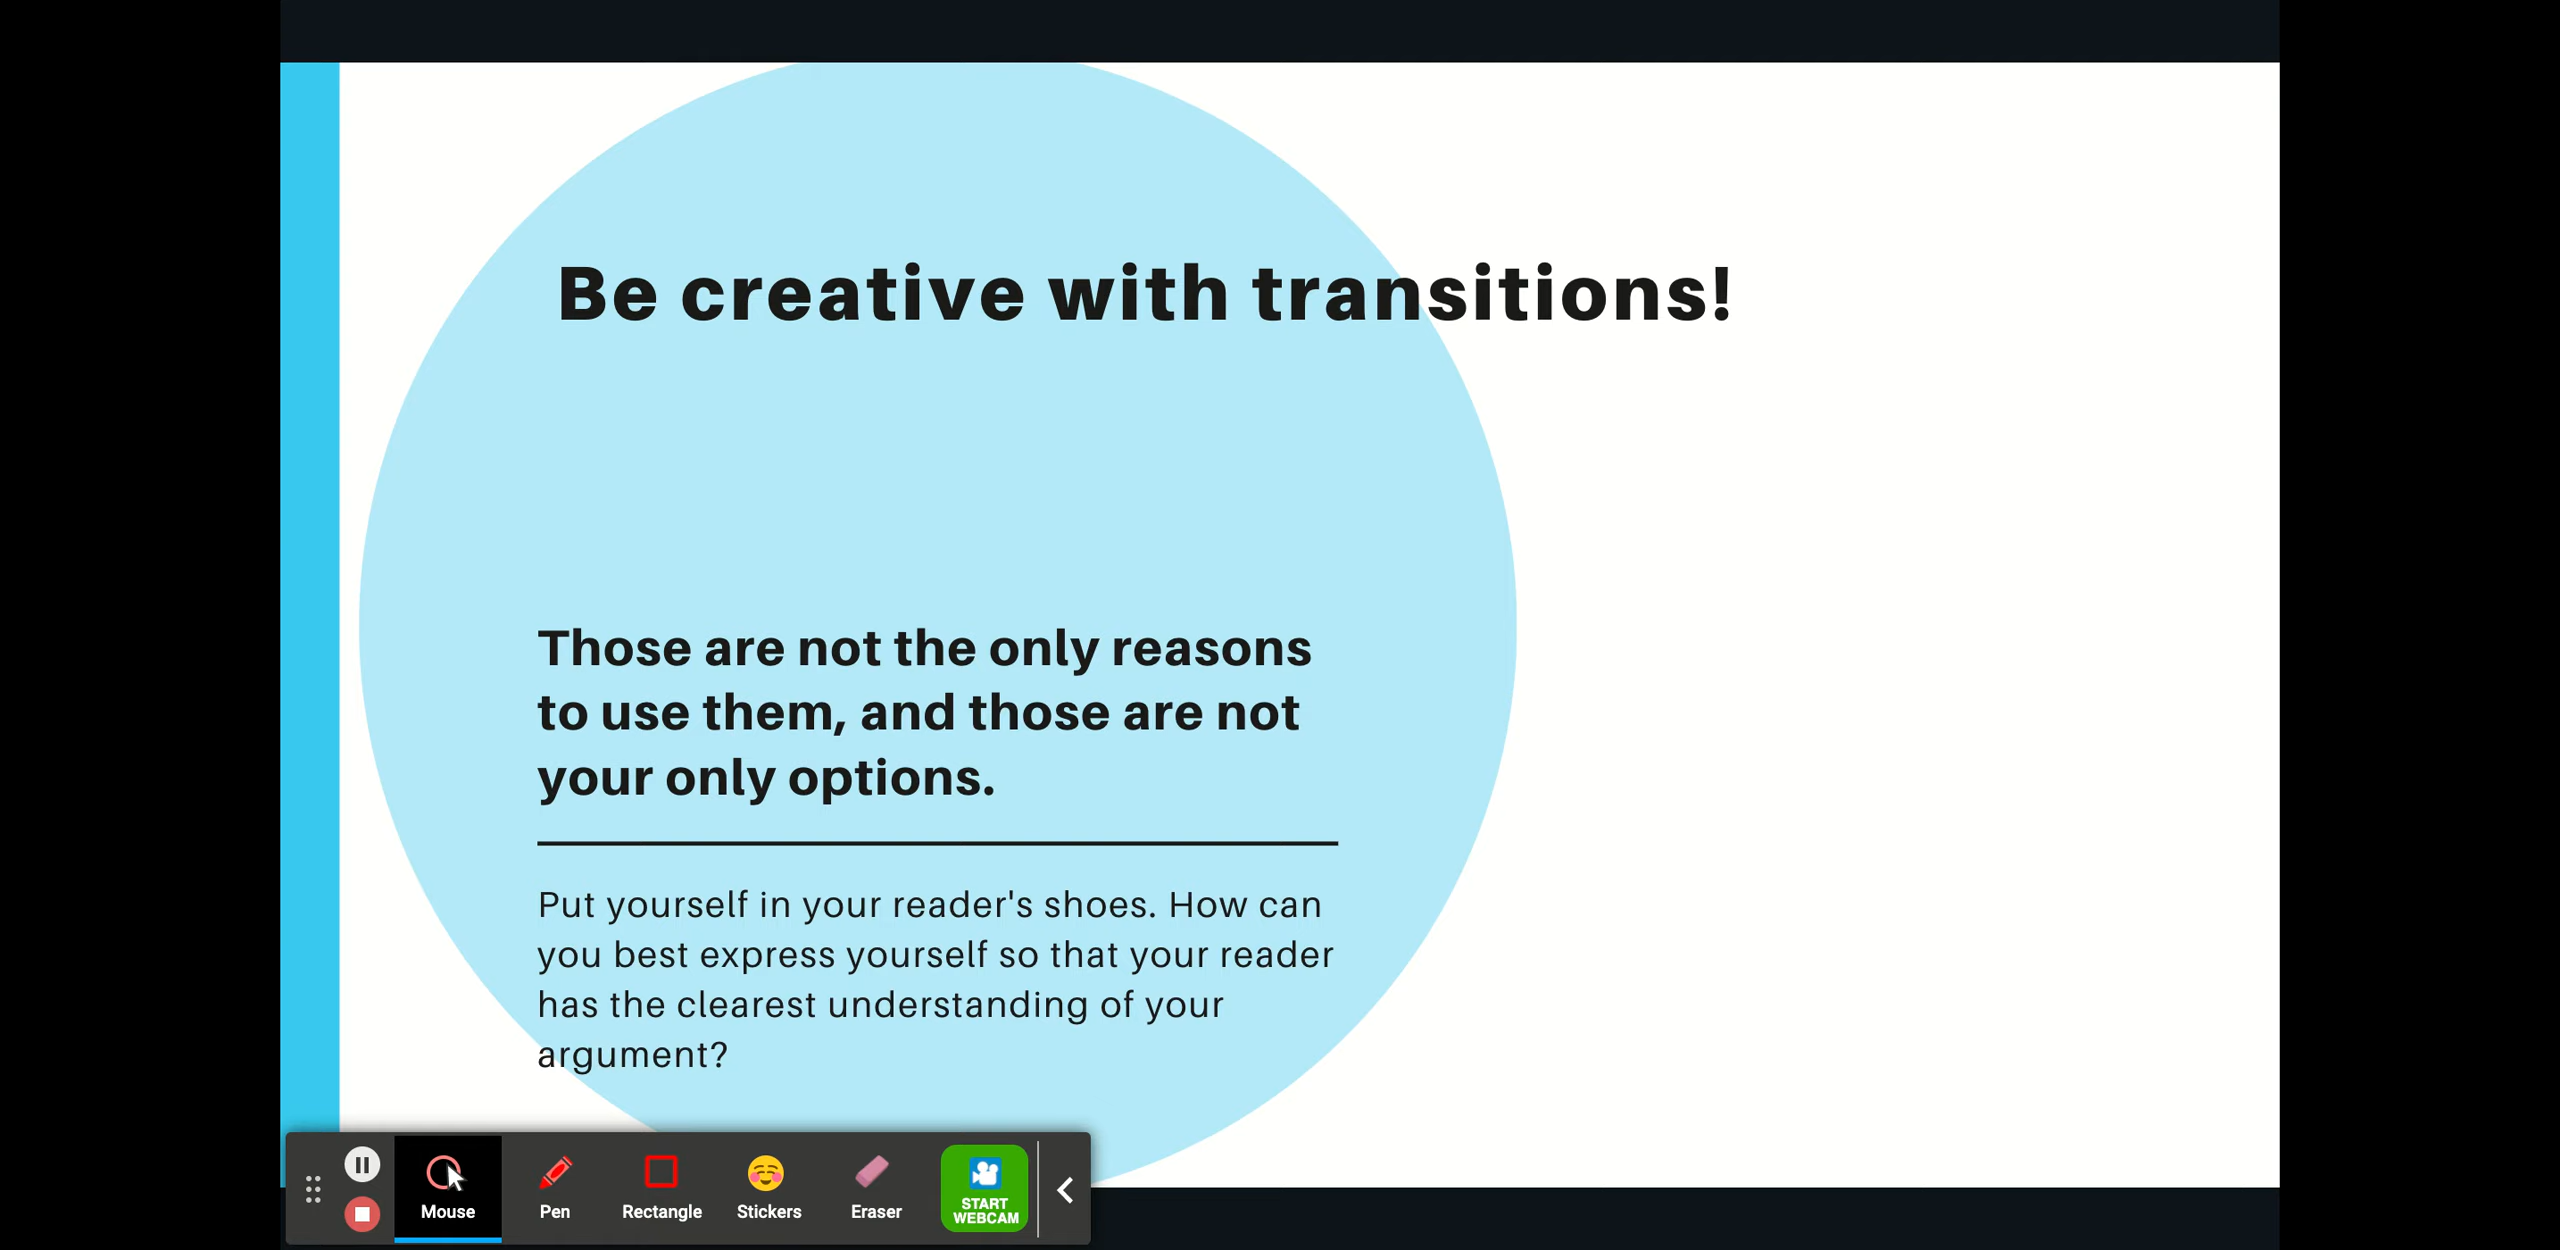 Be creative with transitions!
Those are not the only reasons
to use them, and those are not
your only options.
Put yourself in your reader's shoes. How can
you best express yourself so that your reader
has the clearest understanding of your
argument?
Mouse
Pen
Rectangle
Stickers
Eraser
START
WEBCAM